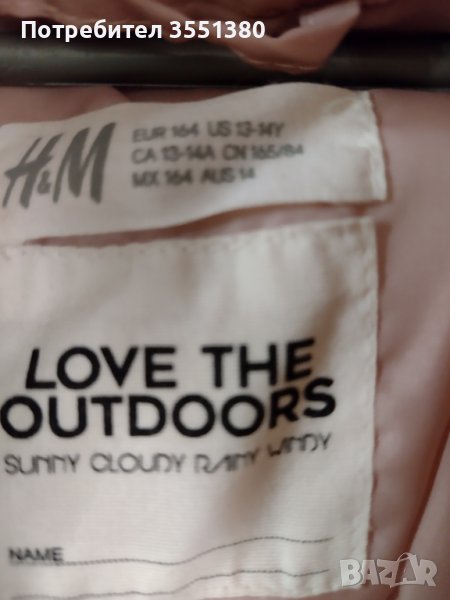 Потребител 3551380
H&M
EUR 164 US 13-14Y
CA 13-14A CN 165/84
MX 164 AUS 14
LOVE THE
OUTDOORS
SUNNY CLOUDY RAINY WINDY
NAME
BAZAR